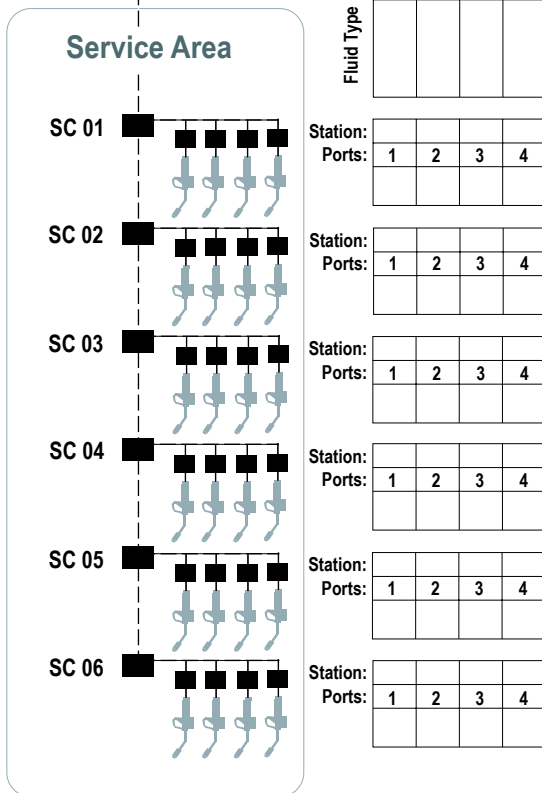 Service Area
Fluid Type
SC 01
Station:
Ports: 1 2 3 4
SC 02
Station:
Ports: 1 2 3 4
SC 03
Station:
Ports: 1 2 3 4
SC 04
Station:
Ports: 1 2 3 4
SC 05
Station:
Ports: 1 2 3 4
SC 06
Station:
Ports: 1 2 3 4